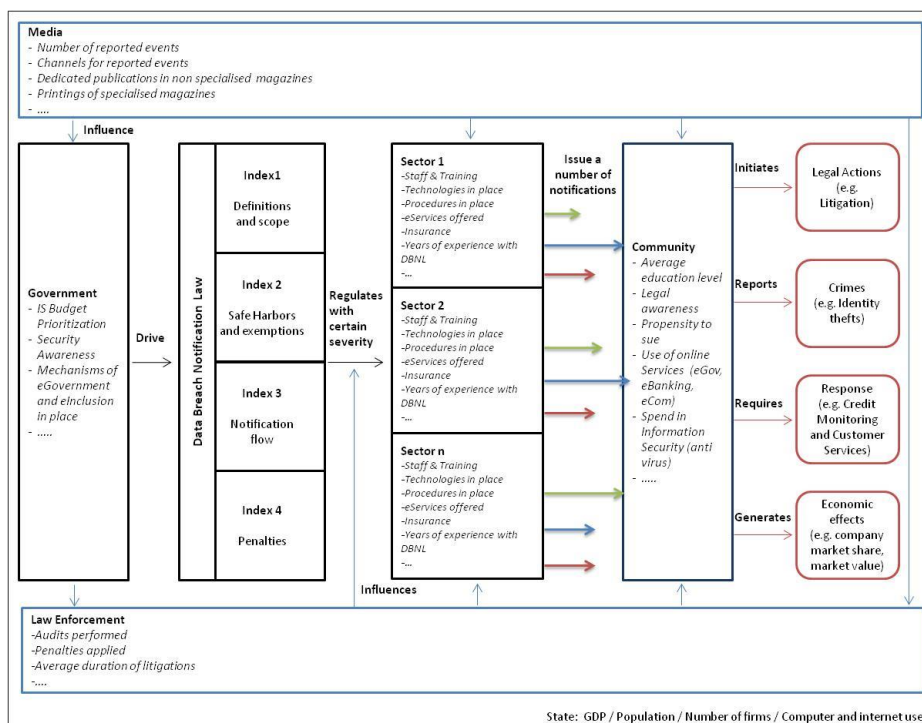 Media
- Number of reported events
- Channels for reported events
- Dedicated publications in non specialised magazines
- Printings of specialised magazines
- ....
Influence
Government
- IS Budget
Prioritization
- Security
Awareness
- Mechanisms of
eGovernment
and eInclusion
in place
- .....
Drive
Data Breach Notification Law
Index1
Definitions
and scope
Index 2
Safe Harbors
and exemptions
Index 3
Notification
flow
Index 4
Penalties
Regulates
with
certain
severity
Influences
Sector 1
-Staff & Training
-Technologies in place
-Procedures in place
-eServices offered
-Insurance
-Years of experience with
DBNL
-...
Sector 2
-Staff & Training
-Technologies in place
-Procedures in place
-eServices offered
-Insurance
-Years of experience with
DBNL
-...
Sector n
-Staff & Training
-Technologies in place
-Procedures in place
-eServices offered
-Insurance
-Years of experience with
DBNL
-...
Issue a
number of
notifications
Community
- Average
education level
- Legal
awareness
- Propensity to
sue
- Use of online
Services (eGov,
eBanking,
eCom)
- Spend in
Information
Security (anti
virus)
- .....
Initiates
Legal Actions
(e.g.
Litigation)
Reports
Crimes
(e.g. Identity
thefts)
Requires
Response
(e.g. Credit
Monitoring
and Customer
Services)
Generates
Economic
effects
(e.g. company
market share,
market value)
Law Enforcement
-Audits performed
-Penalties applied
-Average duration of litigations
-....
State: GDP / Population / Number of firms / Computer and internet use